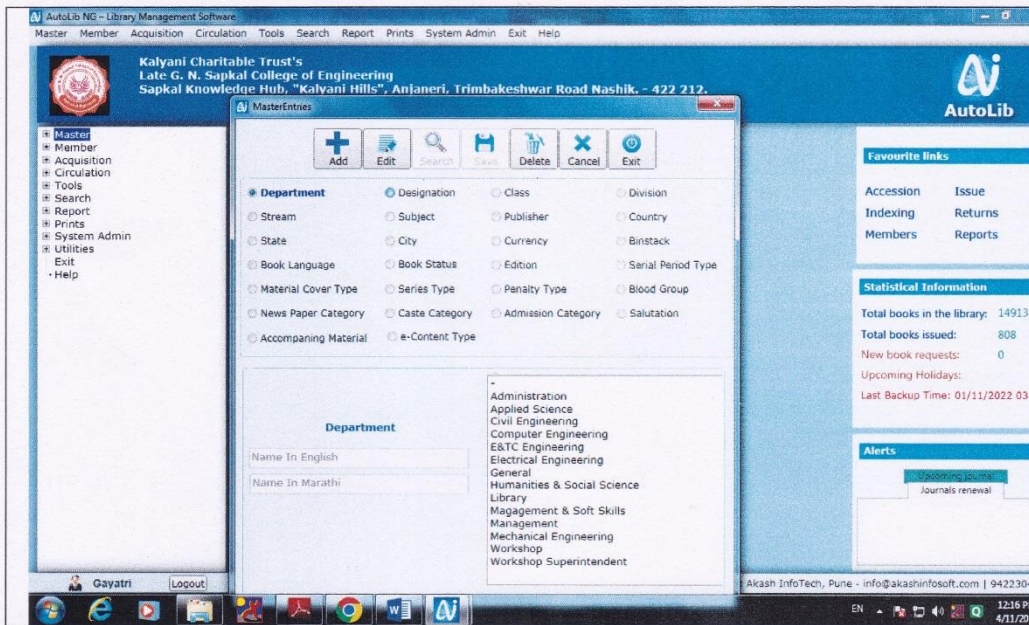 AutoLib NG - Library Management Software
Master Member Acquisition Circulation Tools Search Report Prints System Admin Exit Help
Kalyani Charitable Trust's
Late G. N. Sapkal College of Engineering
Sapkal Knowledge Hub, "Kalyani Hills", Anjaneri, Trimbakeshwar Road Nashik. - 422 212.
AutoLib
MasterEntries
Add Edit Search Save Delete Cancel Exit
Master
Member
Acquisition
Circulation
Tools
Search
Report
Prints
System Admin
Utilities
Exit
Help
Department Designation Class Division
Stream Subject Publisher Country
State City Currency Binstack
Book Language Book Status Edition Serial Period Type
Material Cover Type Series Type Penalty Type Blood Group
News Paper Category Caste Category Admission Category Salutation
Accompaning Material e-Content Type
Department
Name In English
Name In Marathi
-
Administration
Applied Science
Civil Engineering
Computer Engineering
E&TC Engineering
Electrical Engineering
General
Humanities & Social Science
Library
Magagement & Soft Skills
Management
Mechanical Engineering
Workshop
Workshop Superintendent
Favourite links
Accession Issue
Indexing Returns
Members Reports
Statistical Information
Total books in the library: 14913
Total books issued: 808
New book requests: 0
Upcoming Holidays:
Last Backup Time: 01/11/2022 03
Alerts
Upcoming journal
Journals renewal
Gayatri Logout
Akash InfoTech, Pune - info@akashinfosoft.com | 942230
EN 12:16 P
4/11/20